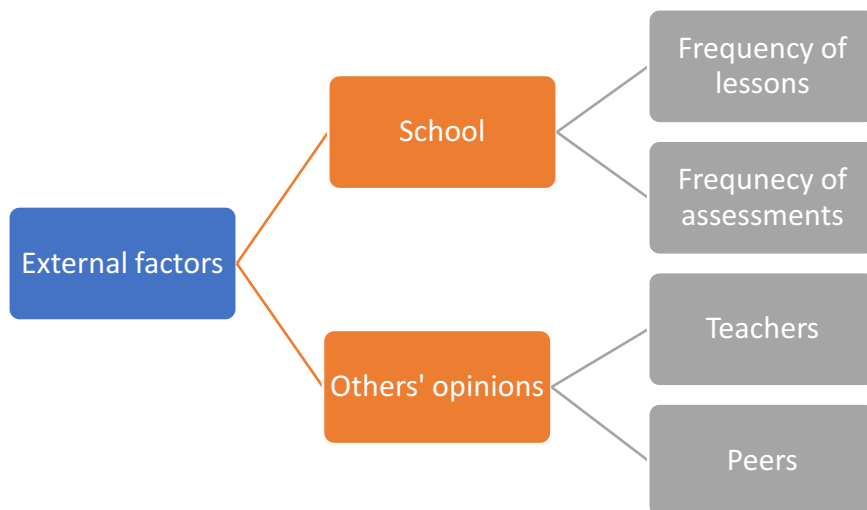 External factors
School
Others' opinions
Frequency of
lessons
Frequnecy of
assessments
Teachers
Peers